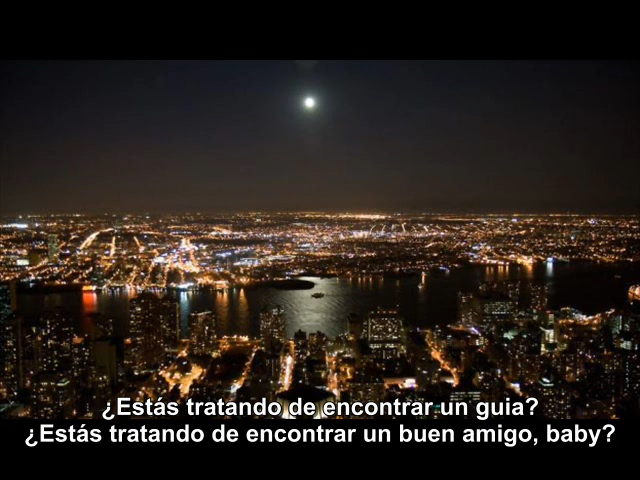 ¿Estás tratando de encontrar un guia?
¿Estás tratando de encontrar un buen amigo, baby?